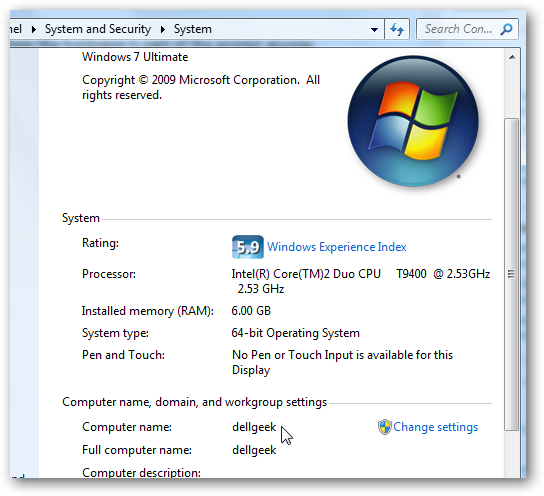 nel ▸ System and Security ▸ System
Search Con...
Windows 7 Ultimate
Copyright © 2009 Microsoft Corporation. All
rights reserved.
System
Rating: 5.9 Windows Experience Index
Processor: Intel(R) Core(TM)2 Duo CPU T9400 @ 2.53GHz
2.53 GHz
Installed memory (RAM): 6.00 GB
System type: 64-bit Operating System
Pen and Touch: No Pen or Touch Input is available for this
Display
Computer name, domain, and workgroup settings
Computer name: dellgeek Change settings
Full computer name: dellgeek
Computer description: